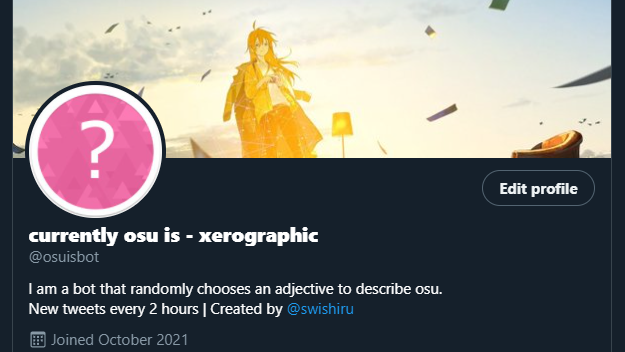 ?
Edit profile
currently osu is - xerographic
@osuisbot
I am a bot that randomly chooses an adjective to describe osu.
New tweets every 2 hours | Created by @swishiru
Joined October 2021